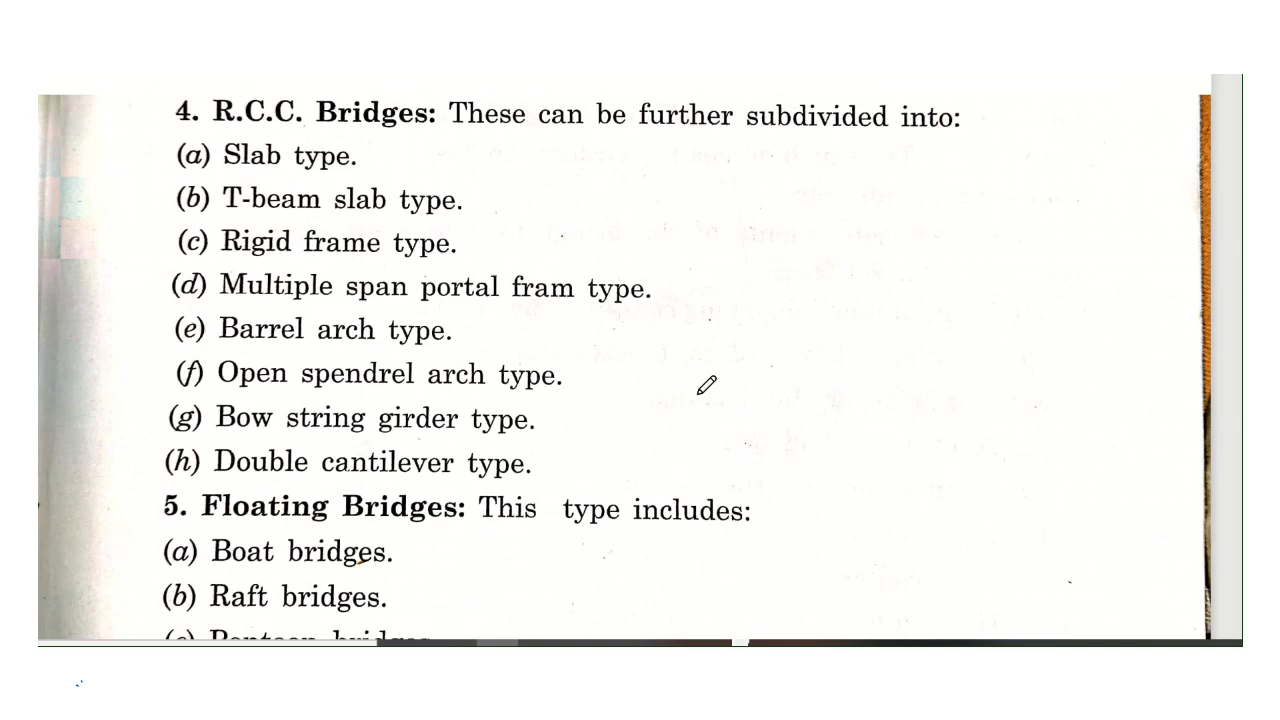 4. R.C.C. Bridges: These can be further subdivided into:
(a) Slab type.
(b) T-beam slab type.
(c) Rigid frame type.
(d) Multiple span portal fram type.
(e) Barrel arch type.
(f) Open spendrel arch type.
(g) Bow string girder type.
(h) Double cantilever type.
5. Floating Bridges: This type includes:
(a) Boat bridges.
(b) Raft bridges.
(c) Pontoon bridges